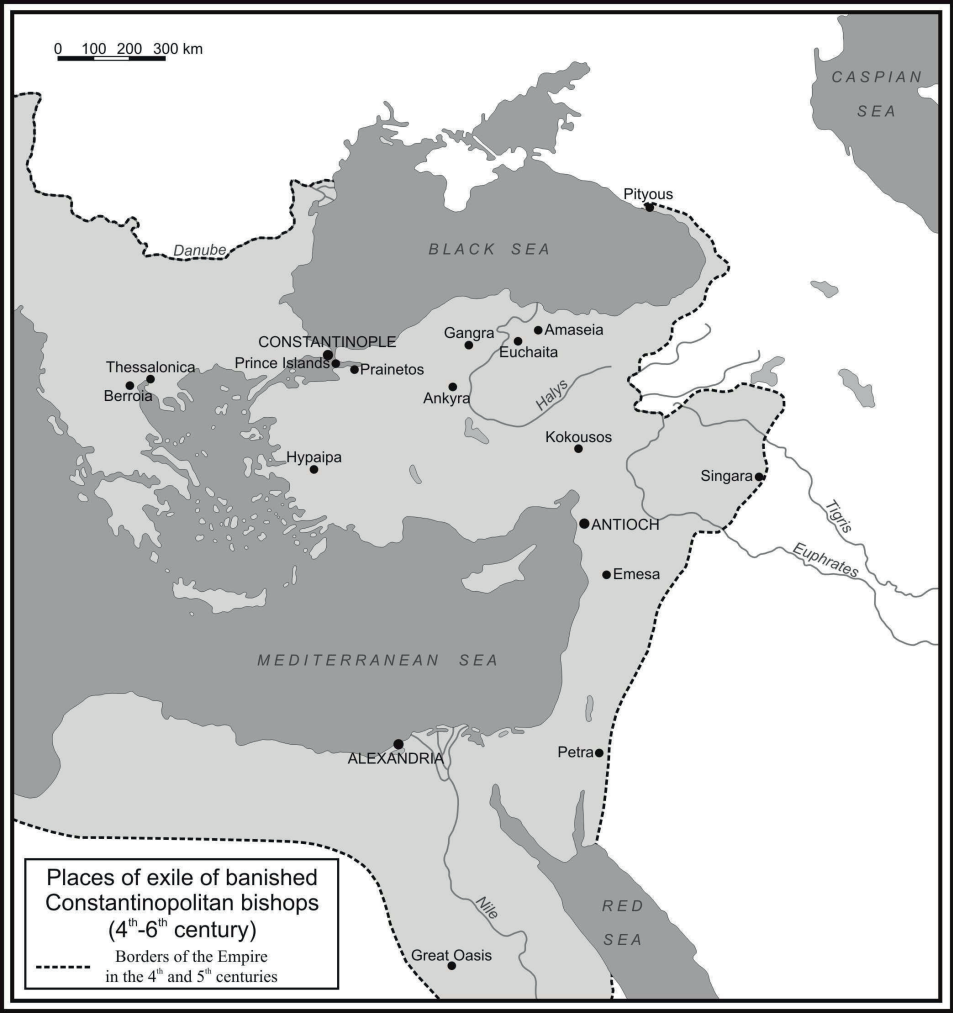 0 100 200 300 km
CASPIAN
SEA
Pityous
Danube
BLACK SEA
Gangra
Amaseia
CONSTANTINOPLE
Euchaita
Prince Islands
Prainetos
Thessalonica
Berroia
Ankyra
Halys
Kokousos
Hypaipa
Singara
ANTIOCH
Tigris
Euphrates
Emesa
MEDITERRANEAN SEA
Petra
ALEXANDRIA
Places of exile of banished
Constantinopolitan bishops
(4th-6th century)
Borders of the Empire
in the 4th and 5th centuries
Nile
RED
SEA
Great Oasis